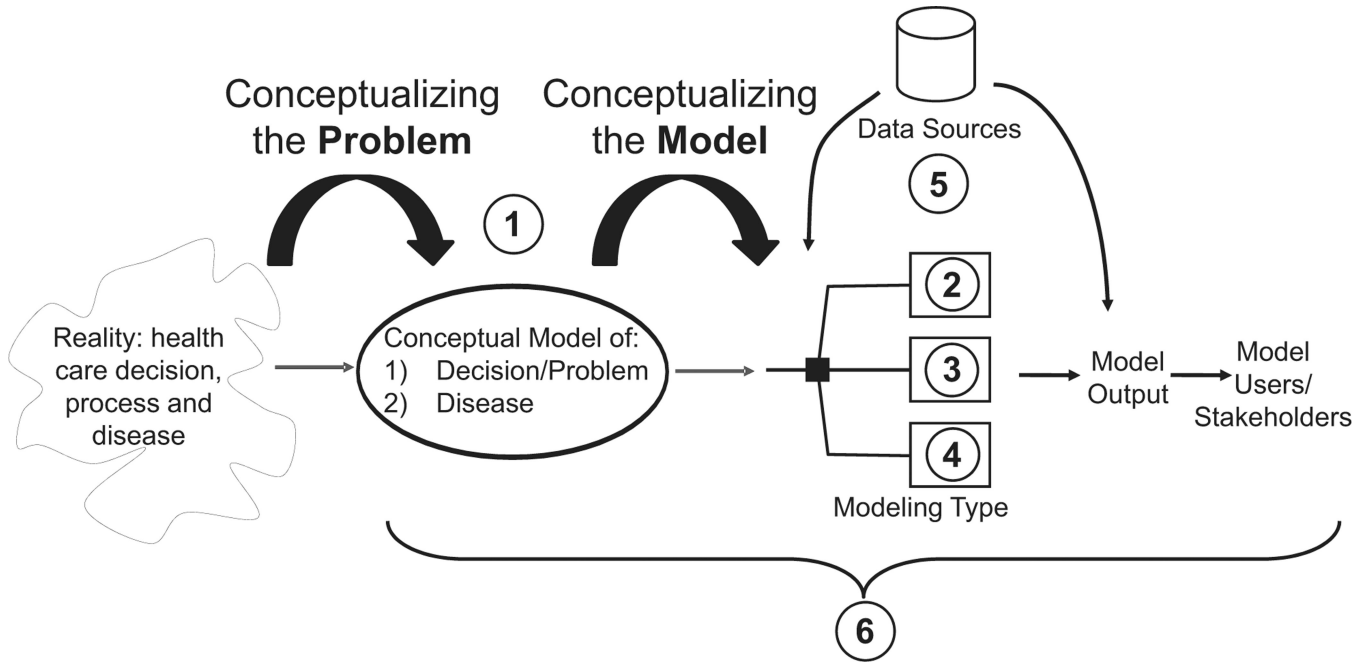 Conceptualizing
the Problem
Conceptualizing
the Model
Data Sources
5
1
2
3
4
Reality: health
care decision,
process and
disease
Conceptual Model of:
1) Decision/Problem
2) Disease
Modeling Type
Model
Output
Model
Users/
Stakeholders
6